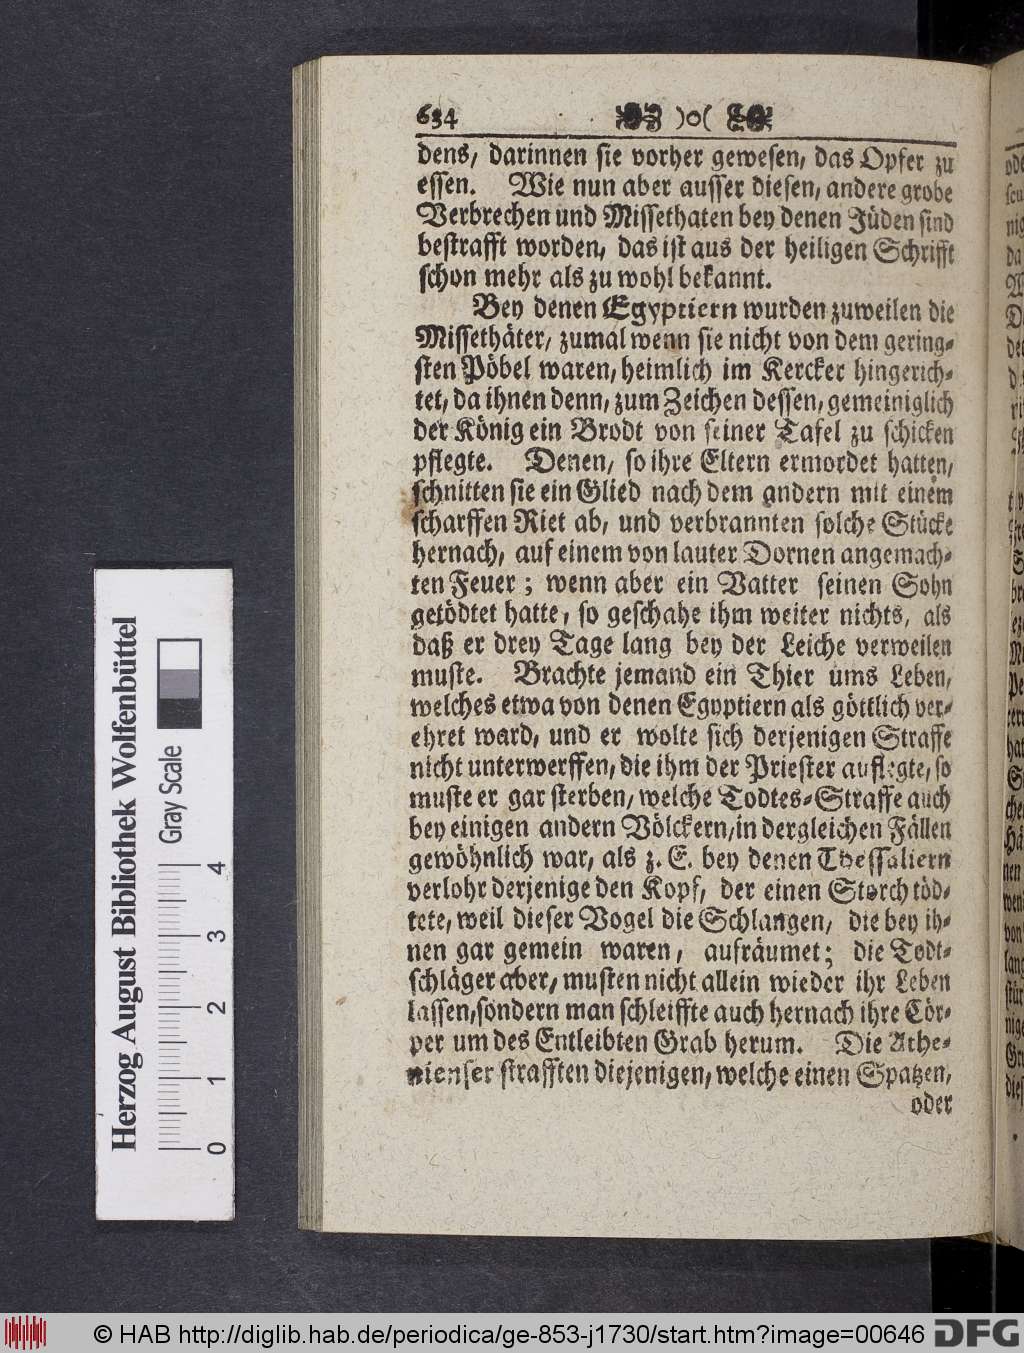 634 )o(
dens, darinnen sie vorher gewesen, das Opfer zu
essen. Wie nun aber ausser diesen, andere grobe
Verbrechen und Missethaten bey denen Jüden sind
bestrafft worden, das ist aus der heiligen Schrifft
schon mehr als zu wohl bekannt.
Bey denen Egyptiern wurden zuweilen die
Missethäter, zumal wenn sie nicht von dem gering-
sten Pöbel waren, heimlich im Kercker hingerich-
tet, da ihnen denn, zum Zeichen dessen, gemeiniglich
der König ein Brodt von seiner Tafel zu schicken
pflegte. Denen, so ihre Eltern ermordet hatten,
schnitten sie ein Glied nach dem andern mit einem
scharffen Riet ab, und verbrannten solche Stücke
hernach, auf einem von lauter Dornen angemach-
ten Feuer; wenn aber ein Vatter seinen Sohn
getödtet hatte, so geschahe ihm weiter nichts, als
daß er drey Tage lang bey der Leiche verweilen
muste. Brachte jemand ein Thier ums Leben,
welches etwa von denen Egyptiern als göttlich ver-
ehret ward, und er wolte sich derjenigen Straffe
nicht unterwerffen, die ihm der Priester auflegte, so
muste er gar sterben, welche Todtes-Straffe auch
bey einigen andern Völckern, in dergleichen Fällen
gewöhnlich war, als z. E. bey denen Thessaliern
verlohr derjenige den Kopf, der einen Storch töd-
tete, weil dieser Vogel die Schlangen, die bey ih-
nen gar gemein waren, aufräumet; die Todt-
schläger aber, musten nicht allein wieder ihr Leben
lassen, sondern man schleiffte auch hernach ihre Cör-
per um des Entleibten Grab herum. Die Athe-
nienser strafften diejenigen, welche einen Spatzen,
oder
Herzog August Bibliothek Wolfenbüttel
Gray Scale
0 1 2 3 4
© HAB http://diglib.hab.de/periodica/ge-853-j1730/start.htm?image=00646 DFG